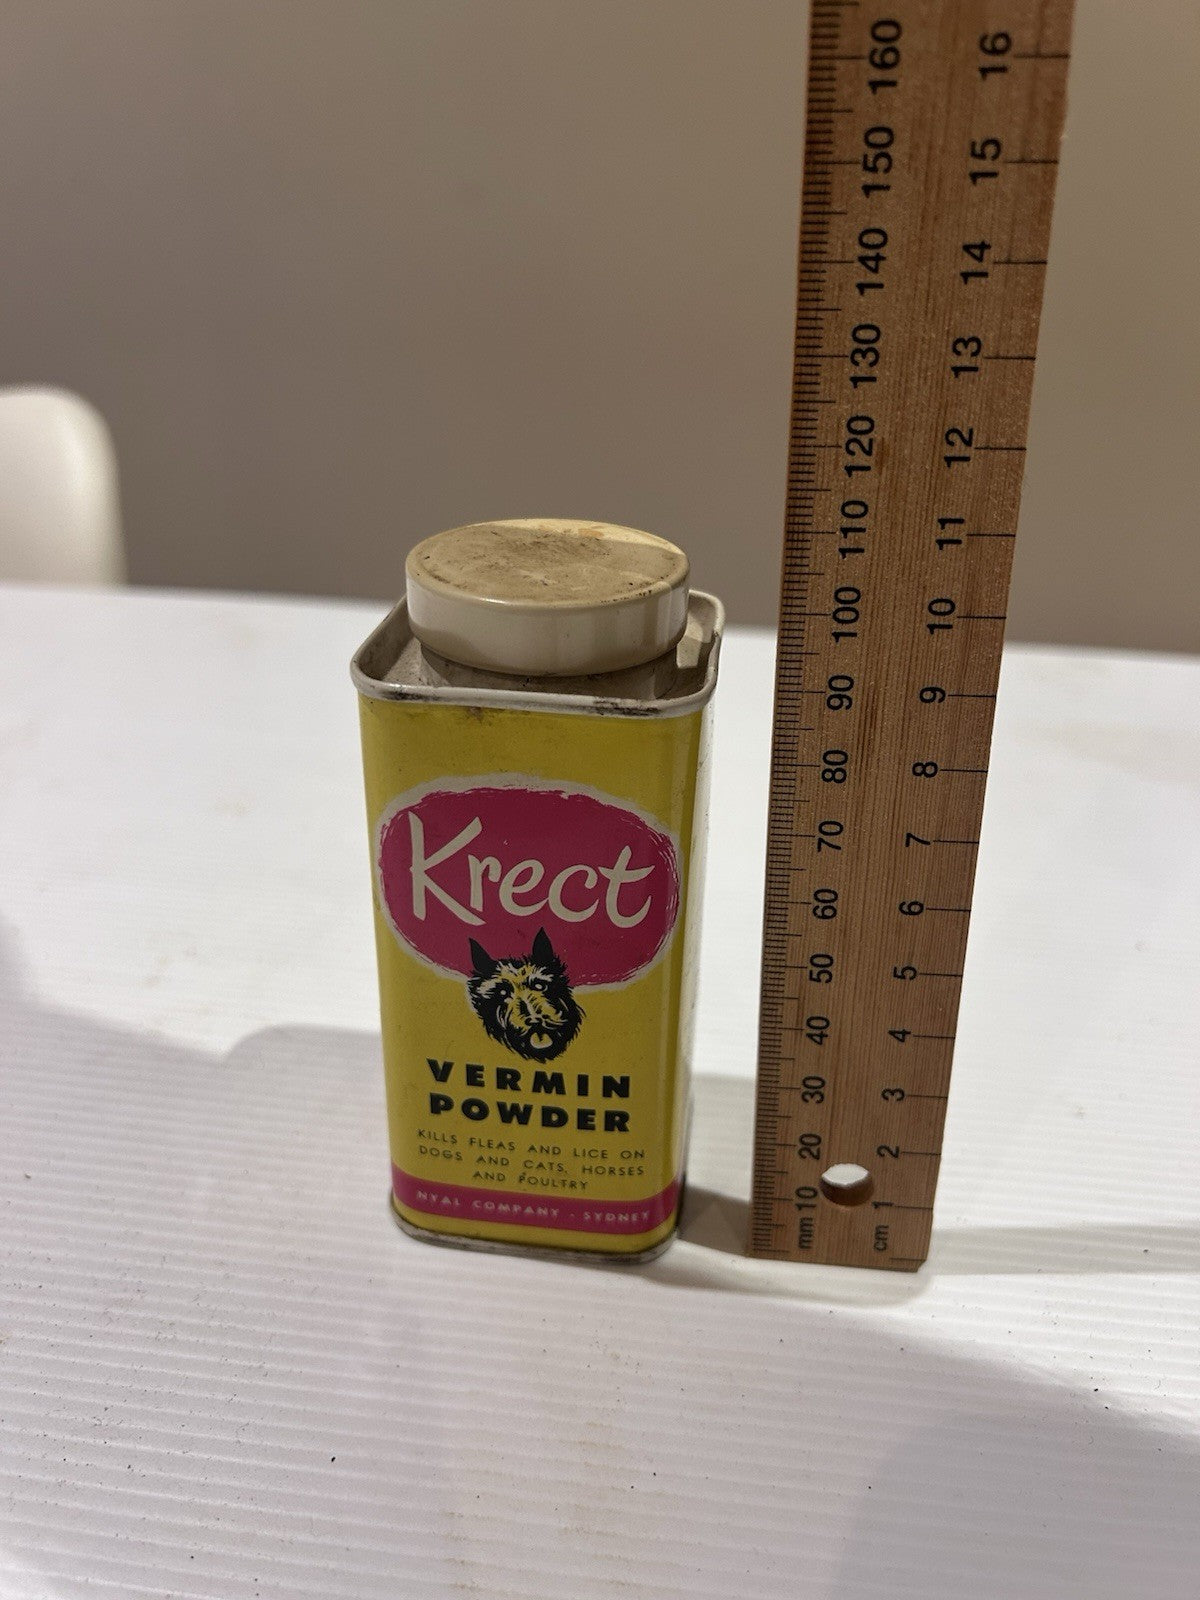 Krect
VERMIN
POWDER
KILLS FLEAS AND LICE ON
DOGS AND CATS, HORSES
AND POULTRY
NYAL COMPANY - SYDNEY
160 16
150 15
140 14
130 13
120 12
110 11
100 10
90 9
80 8
70 7
60 6
50 5
40 4
30 3
20 2
10 1
mm cm